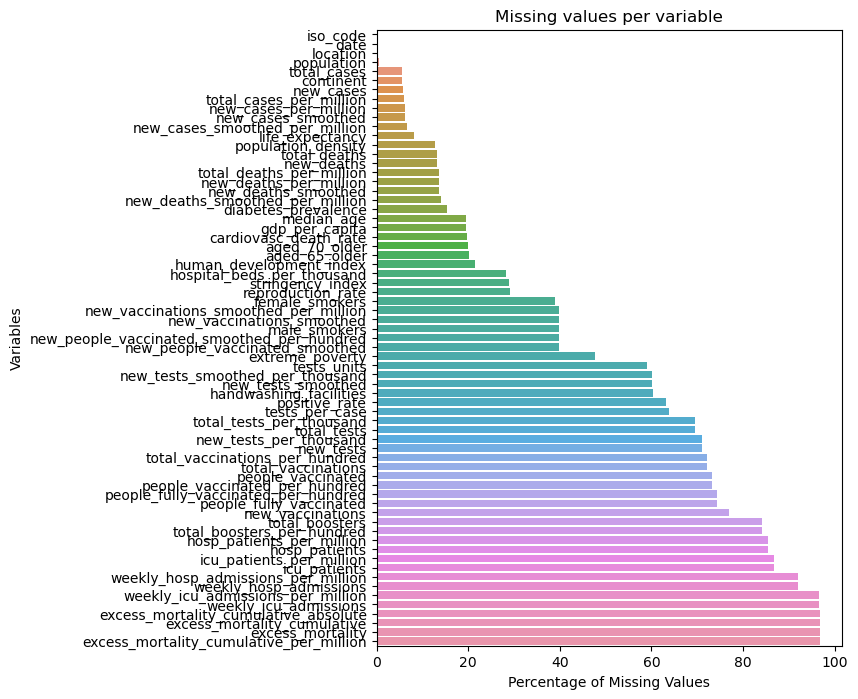 Missing values per variable
iso_code
date
location
population
total_cases
continent
new_cases
total_cases_per_million
new_cases_per_million
new_cases_smoothed
new_cases_smoothed_per_million
life_expectancy
population_density
total_deaths
new_deaths
total_deaths_per_million
new_deaths_per_million
new_deaths_smoothed
new_deaths_smoothed_per_million
diabetes_prevalence
median_age
gdp_per_capita
cardiovasc_death_rate
aged_70_older
aged_65_older
human_development_index
hospital_beds_per_thousand
stringency_index
reproduction_rate
female_smokers
new_vaccinations_smoothed_per_million
new_vaccinations_smoothed
male_smokers
new_people_vaccinated_smoothed_per_hundred
new_people_vaccinated_smoothed
extreme_poverty
tests_units
new_tests_smoothed_per_thousand
new_tests_smoothed
handwashing_facilities
positive_rate
tests_per_case
total_tests_per_thousand
total_tests
new_tests_per_thousand
new_tests
total_vaccinations_per_hundred
total_vaccinations
people_vaccinated
people_vaccinated_per_hundred
people_fully_vaccinated_per_hundred
people_fully_vaccinated
new_vaccinations
total_boosters
total_boosters_per_hundred
hosp_patients_per_million
hosp_patients
icu_patients_per_million
icu_patients
weekly_hosp_admissions_per_million
weekly_hosp_admissions
weekly_icu_admissions_per_million
weekly_icu_admissions
excess_mortality_cumulative_absolute
excess_mortality_cumulative
excess_mortality
excess_mortality_cumulative_per_million
Variables
0 20 40 60 80 100
Percentage of Missing Values